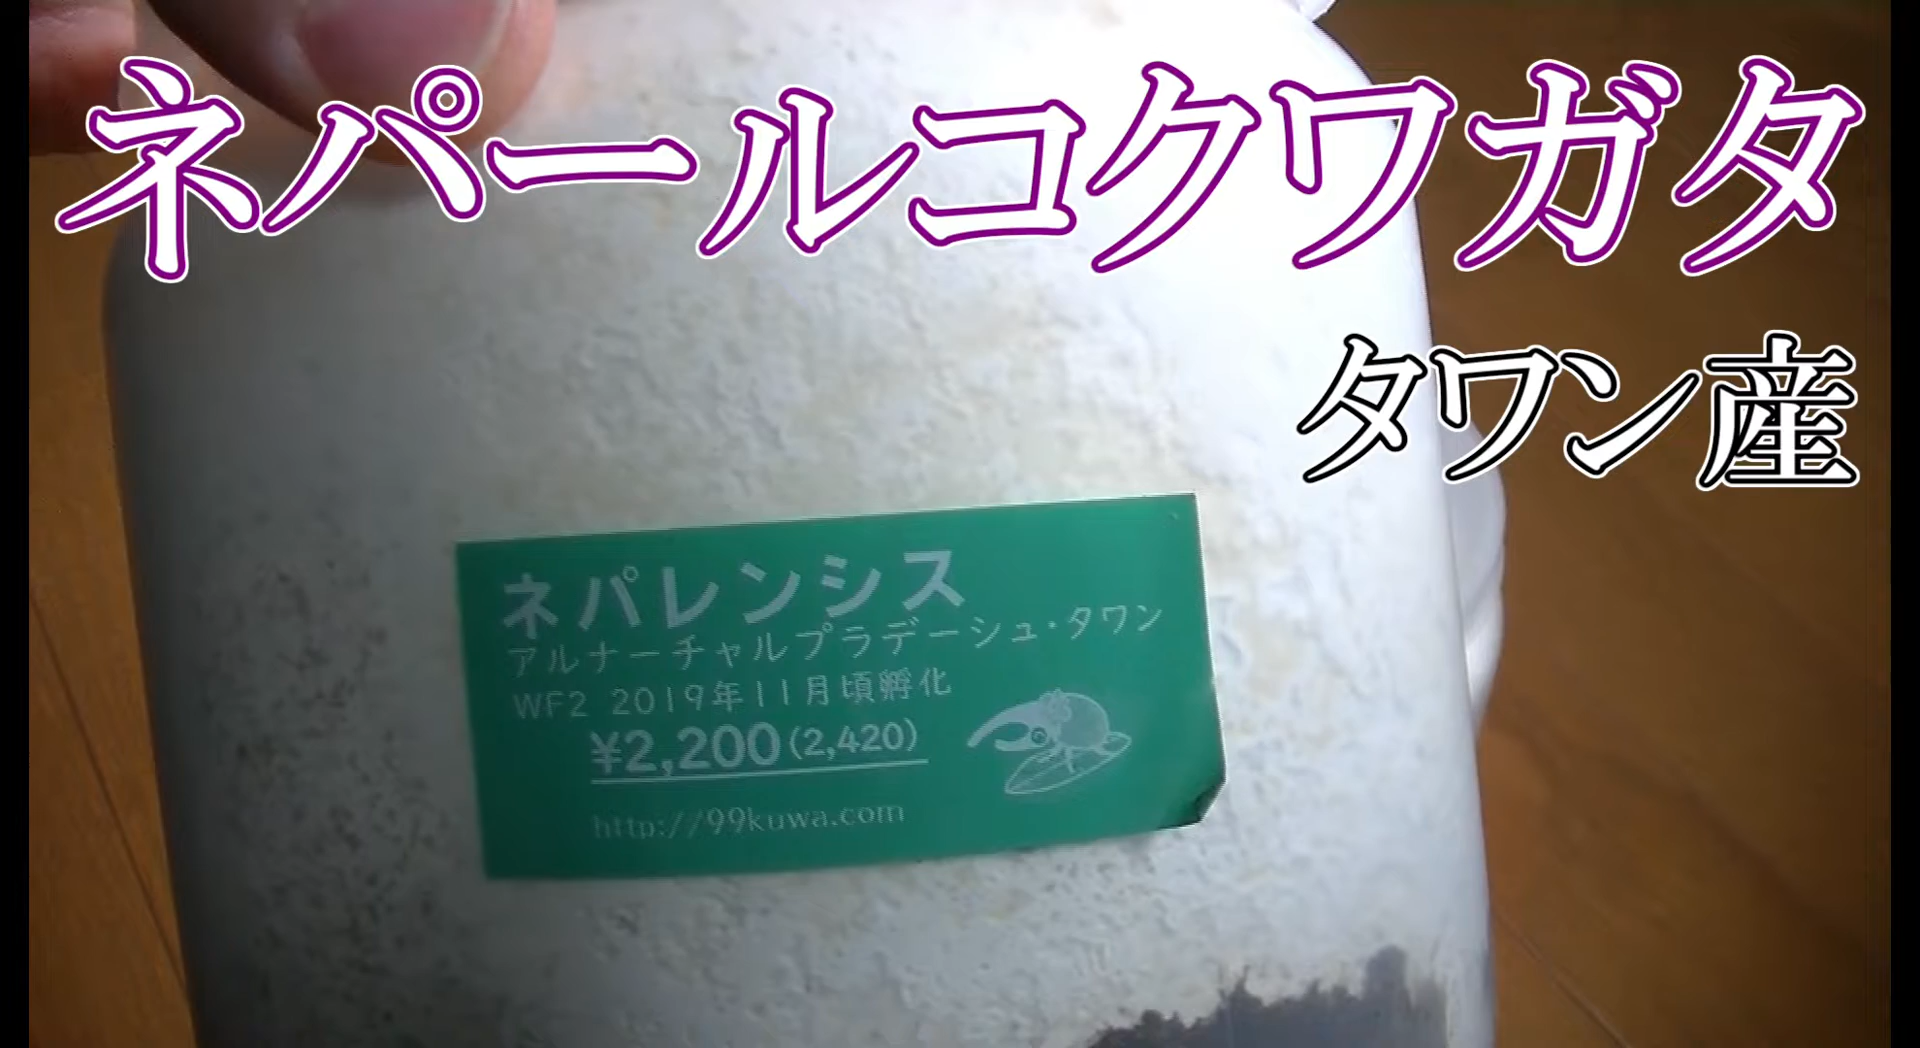 ネパールコクワガタ
タワン産
ネパレンシス
アルナーチャルプラデーシュ・タワン
WF2 2019年11月頃孵化
¥2,200(2,420)
http://99kuwa.com